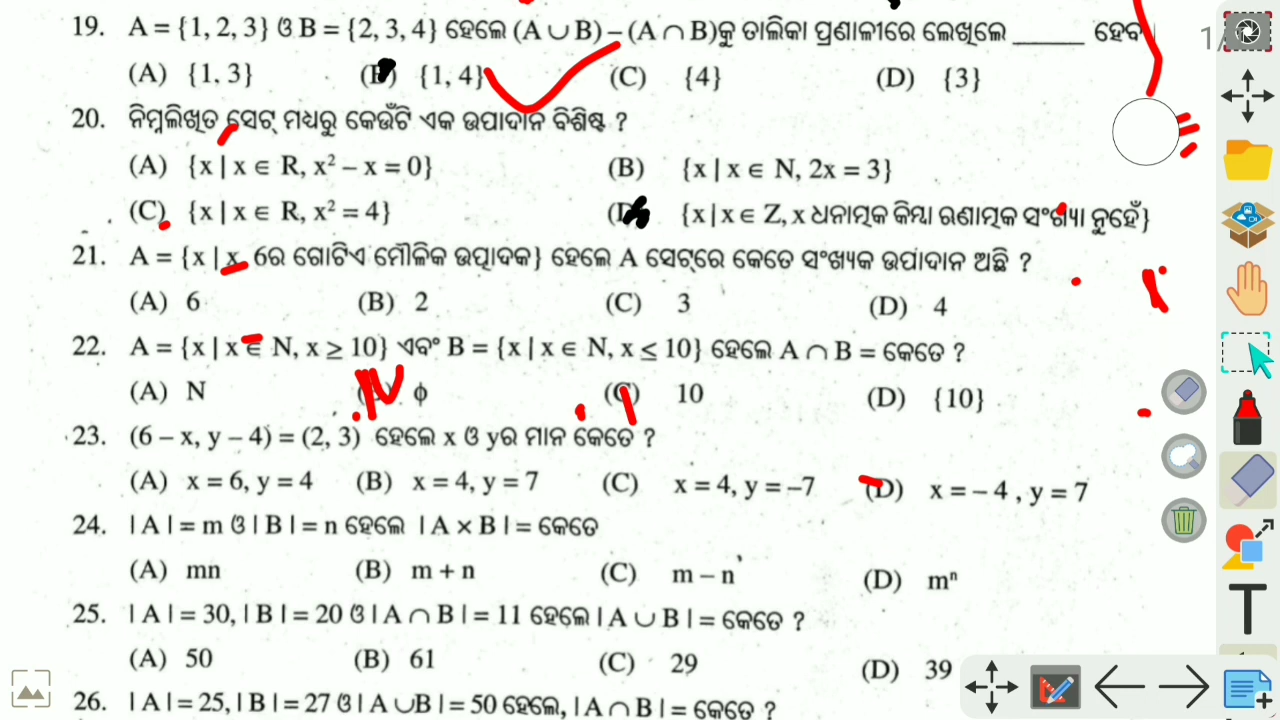 19. A = {1, 2, 3} ଓ B = {2, 3, 4} ହେଲେ (A ∪ B) – (A ∩ B)କୁ ତାଲିକା ପ୍ରଣାଳୀରେ ଲେଖିଲେ ______ ହେବ
(A) {1, 3} {1, 4} (C) {4} (D) {3}
20. ନିମ୍ନଲିଖିତ ସେଟ୍ ମଧ୍ୟରୁ କେଉଁଟି ଏକ ଉପାଦାନ ବିଶିଷ୍ଟ ?
(A) {x | x ∈ R, x² – x = 0} (B) {x | x ∈ N, 2x = 3}
(C) {x | x ∈ R, x² = 4} {x | x ∈ Z, x ଧନାତ୍ମକ କିମ୍ବା ଋଣାତ୍ମକ ସଂଖ୍ୟା ନୁହେଁ}
21. A = {x | x 6ର ଗୋଟିଏ ମୌଳିକ ଉତ୍ପାଦକ} ହେଲେ A ସେଟ୍‌ରେ କେତେ ସଂଖ୍ୟକ ଉପାଦାନ ଅଛି ?
(A) 6 (B) 2 (C) 3 (D) 4
22. A = {x | x ∈ N, x ≥ 10} ଏବଂ B = {x | x ∈ N, x ≤ 10} ହେଲେ A ∩ B = କେତେ ?
(A) N ϕ (C) 10 (D) {10}
23. (6 – x, y – 4) = (2, 3) ହେଲେ x ଓ yର ମାନ କେତେ ?
(A) x = 6, y = 4 (B) x = 4, y = 7 (C) x = 4, y = –7 (D) x = – 4 , y = 7
24. | A | = m ଓ | B | = n ହେଲେ | A × B | = କେତେ
(A) mn (B) m + n (C) m – n (D) mⁿ
25. | A | = 30, | B | = 20 ଓ | A ∩ B | = 11 ହେଲେ | A ∪ B | = କେତେ ?
(A) 50 (B) 61 (C) 29 (D) 39
26. | A | = 25, | B | = 27 ଓ | A ∪ B | = 50 ହେଲେ, | A ∩ B | = କେତେ ?